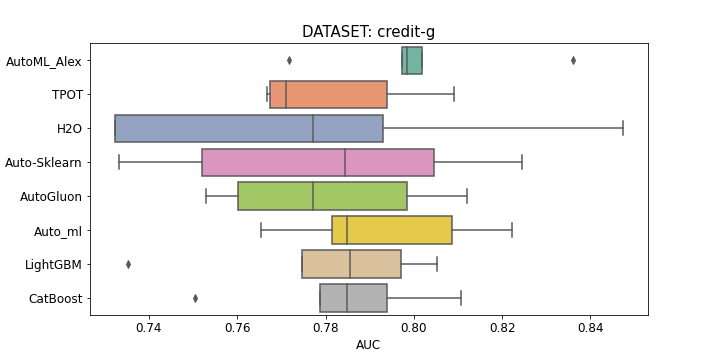 DATASET: credit-g
AutoML_Alex
TPOT
H2O
Auto-Sklearn
AutoGluon
Auto_ml
LightGBM
CatBoost
0.74 0.76 0.78 0.80 0.82 0.84
AUC